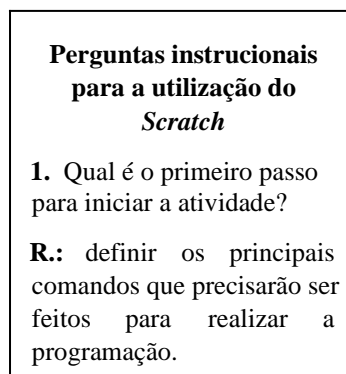 Perguntas instrucionais
para a utilização do
Scratch
1. Qual é o primeiro passo
para iniciar a atividade?
R.: definir os principais
comandos que precisarão ser
feitos para realizar a
programação.